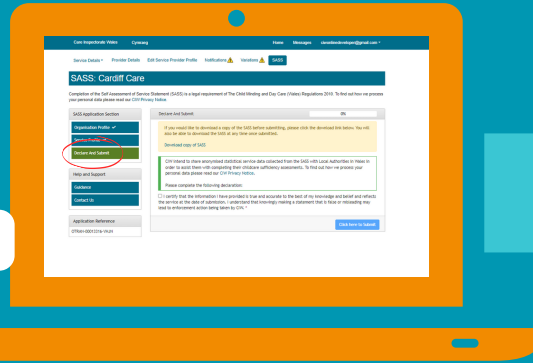 Care Inspectorate Wales Cymraeg Home Messages
Service Details Provider Details Edit Service Provider Profile Notifications Variations SASS
SASS: Cardiff Care
Completion of the Self Assessment of Service Statement (SASS) is a legal requirement of The Child Minding and Day Care (Wales) Regulations 2010. To find out how we process
your personal data please read our CIW Privacy Notice.
SASS Application Section
Organisation Profile
Service Profile
Declare And Submit
Help and Support
Guidance
Contact Us
Application Reference
Declare And Submit 0%
If you would like to download a copy of the SASS before submitting, please click the download link below. You will
also be able to download the SASS at any time once submitted.
Download copy of SASS
CIW intend to share anonymised statistical service data collected from the SASS with Local Authorities in Wales in
order to assist them with completing their childcare sufficiency assessments. To find out how we process your
personal data please read our CIW Privacy Notice.
Please complete the following declaration:
I certify that the information I have provided is true and accurate to the best of my knowledge and belief and reflects
the service at the date of submission. I understand that knowingly making a statement that is false or misleading may
lead to enforcement action being taken by CIW. *
Click here to Submit